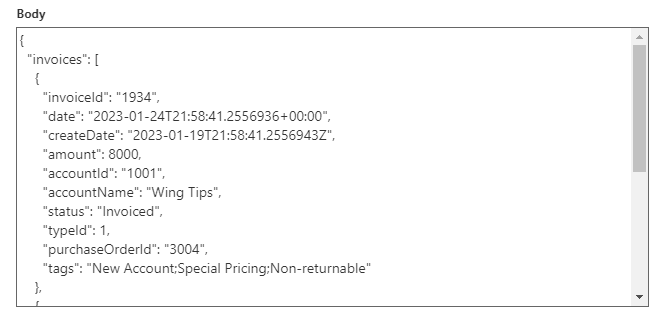 Body
{
"invoices": [
{
"invoiceId": "1934",
"date": "2023-01-24T21:58:41.2556936+00:00",
"createDate": "2023-01-19T21:58:41.2556943Z",
"amount": 8000,
"accountId": "1001",
"accountName": "Wing Tips",
"status": "Invoiced",
"typeId": 1,
"purchaseOrderId": "3004",
"tags": "New Account;Special Pricing;Non-returnable"
},
{